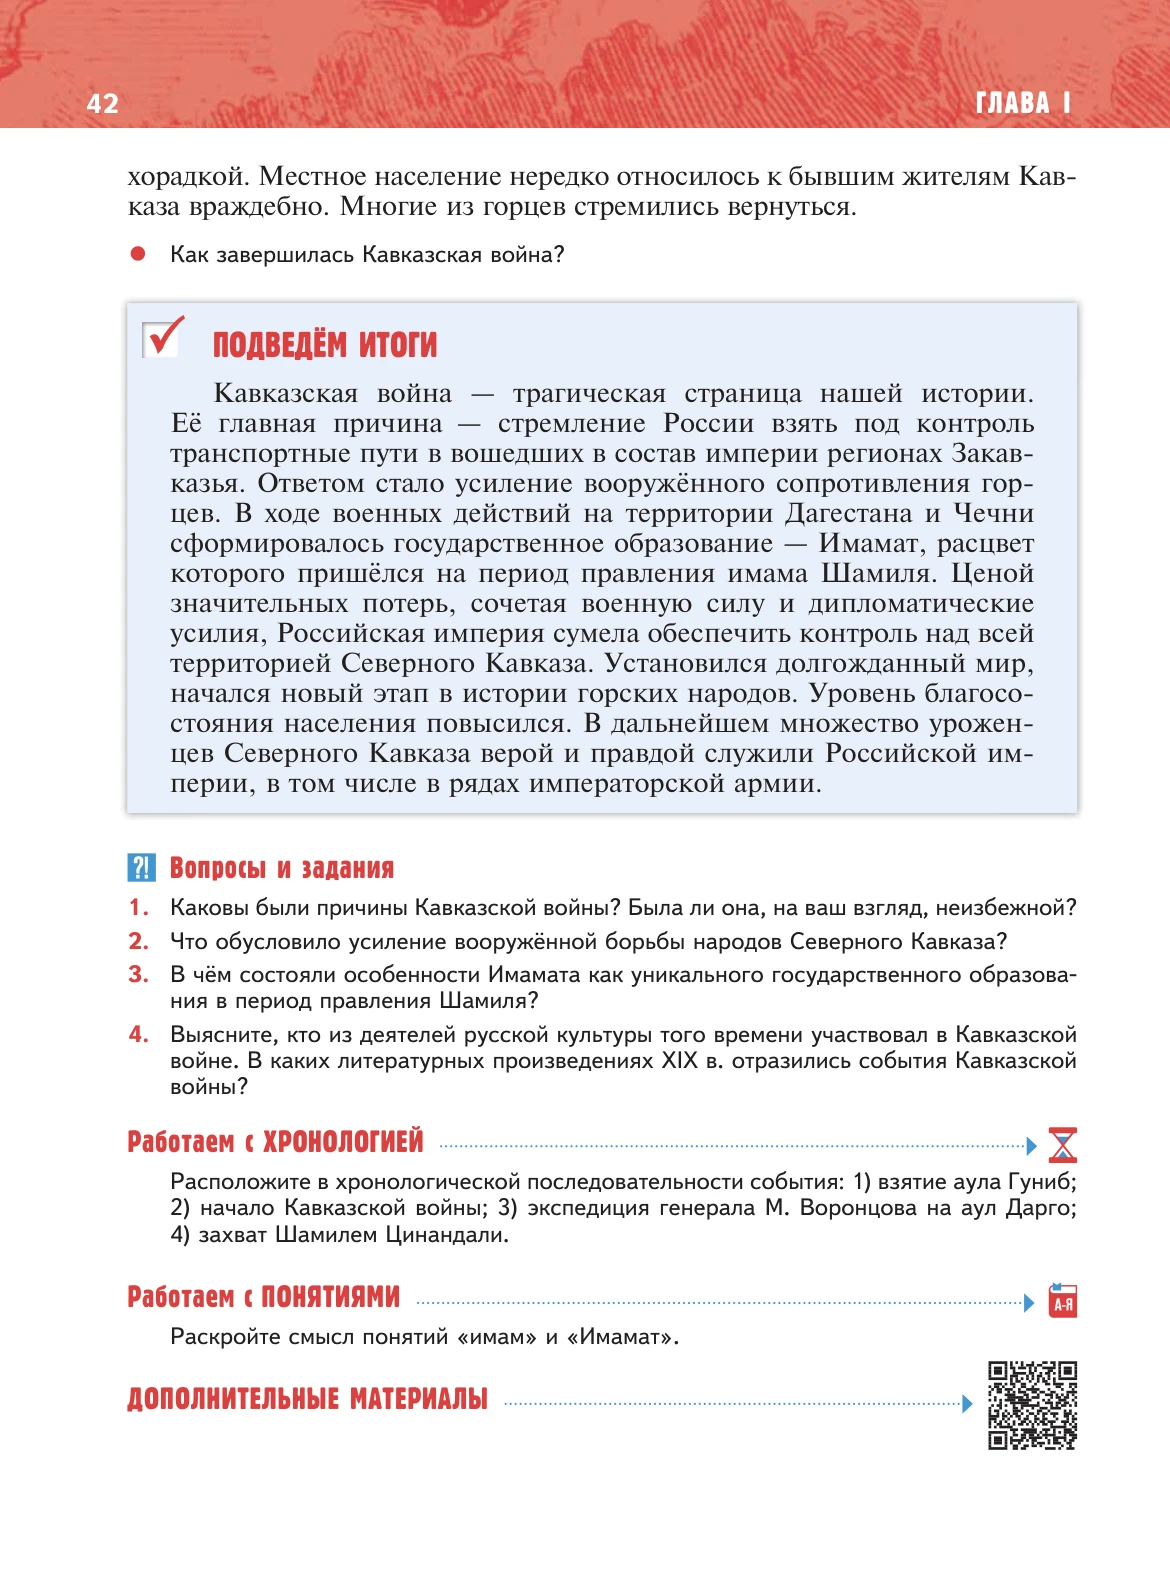 42
ГЛАВА I
хорадкой. Местное население нередко относилось к бывшим жителям Кав-
каза враждебно. Многие из горцев стремились вернуться.
● Как завершилась Кавказская война?
ПОДВЕДЁМ ИТОГИ
Кавказская война — трагическая страница нашей истории.
Её главная причина — стремление России взять под контроль
транспортные пути в вошедших в состав империи регионах Закав-
казья. Ответом стало усиление вооружённого сопротивления гор-
цев. В ходе военных действий на территории Дагестана и Чечни
сформировалось государственное образование — Имамат, расцвет
которого пришёлся на период правления имама Шамиля. Ценой
значительных потерь, сочетая военную силу и дипломатические
усилия, Российская империя сумела обеспечить контроль над всей
территорией Северного Кавказа. Установился долгожданный мир,
начался новый этап в истории горских народов. Уровень благосо-
стояния населения повысился. В дальнейшем множество урожен-
цев Северного Кавказа верой и правдой служили Российской им-
перии, в том числе в рядах императорской армии.
?! Вопросы и задания
1. Каковы были причины Кавказской войны? Была ли она, на ваш взгляд, неизбежной?
2. Что обусловило усиление вооружённой борьбы народов Северного Кавказа?
3. В чём состояли особенности Имамата как уникального государственного образова-
ния в период правления Шамиля?
4. Выясните, кто из деятелей русской культуры того времени участвовал в Кавказской
войне. В каких литературных произведениях XIX в. отразились события Кавказской
войны?
Работаем с ХРОНОЛОГИЕЙ
Расположите в хронологической последовательности события: 1) взятие аула Гуниб;
2) начало Кавказской войны; 3) экспедиция генерала М. Воронцова на аул Дарго;
4) захват Шамилем Цинандали.
Работаем с ПОНЯТИЯМИ
А-Я
Раскройте смысл понятий «имам» и «Имамат».
ДОПОЛНИТЕЛЬНЫЕ МАТЕРИАЛЫ